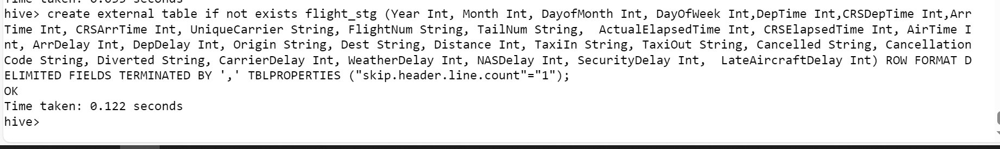 Time taken: 0.055 seconds
hive> create external table if not exists flight_stg (Year Int, Month Int, DayofMonth Int, DayOfWeek Int,DepTime Int,CRSDepTime Int,Arr
Time Int, CRSArrTime Int, UniqueCarrier String, FlightNum String, TailNum String,  ActualElapsedTime Int, CRSElapsedTime Int, AirTime I
nt, ArrDelay Int, DepDelay Int, Origin String, Dest String, Distance Int, TaxiIn String, TaxiOut String, Cancelled String, Cancellation
Code String, Diverted String, CarrierDelay Int, WeatherDelay Int, NASDelay Int, SecurityDelay Int,  LateAircraftDelay Int) ROW FORMAT D
ELIMITED FIELDS TERMINATED BY ',' TBLPROPERTIES ("skip.header.line.count"="1");
OK
Time taken: 0.122 seconds
hive>